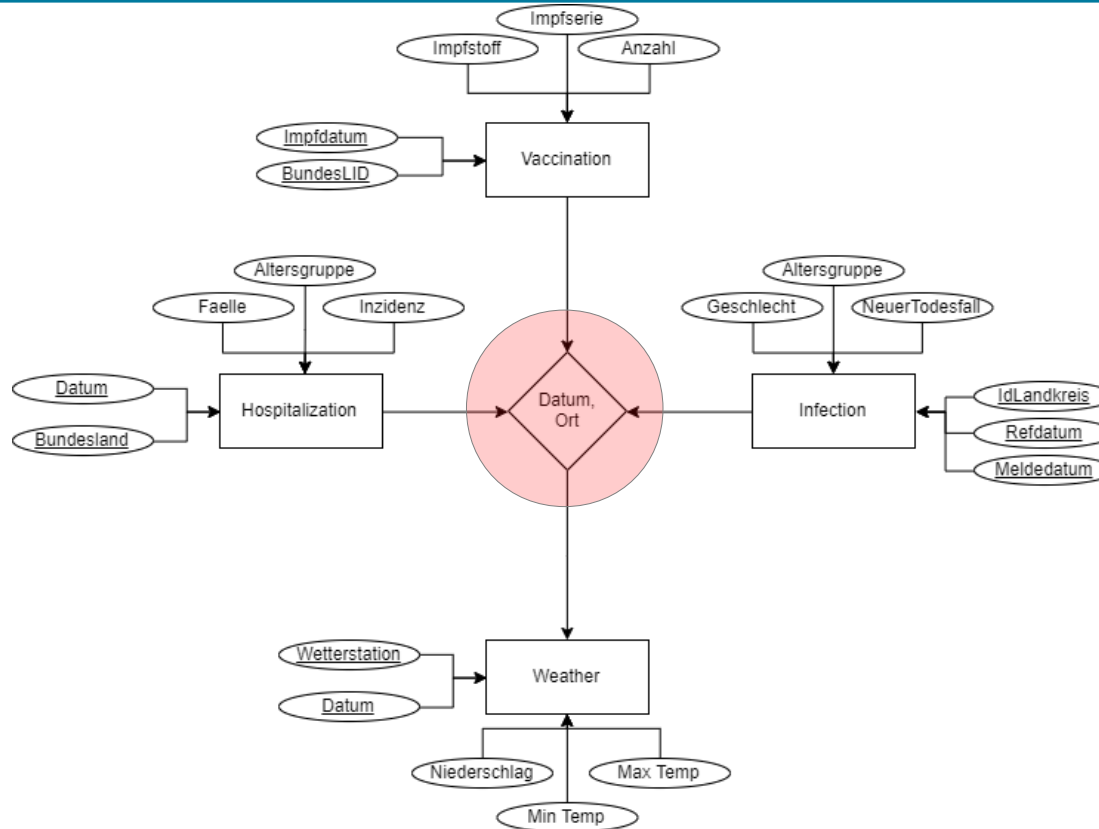 Impfserie
Impfstoff
Anzahl
Impfdatum
BundesLID
Vaccination
Altersgruppe
Faelle
Inzidenz
Altersgruppe
Geschlecht
NeuerTodesfall
Datum
Bundesland
Hospitalization
Datum,
Ort
Infection
IdLandkreis
Refdatum
Meldedatum
Wetterstation
Datum
Weather
Niederschlag
Max Temp
Min Temp